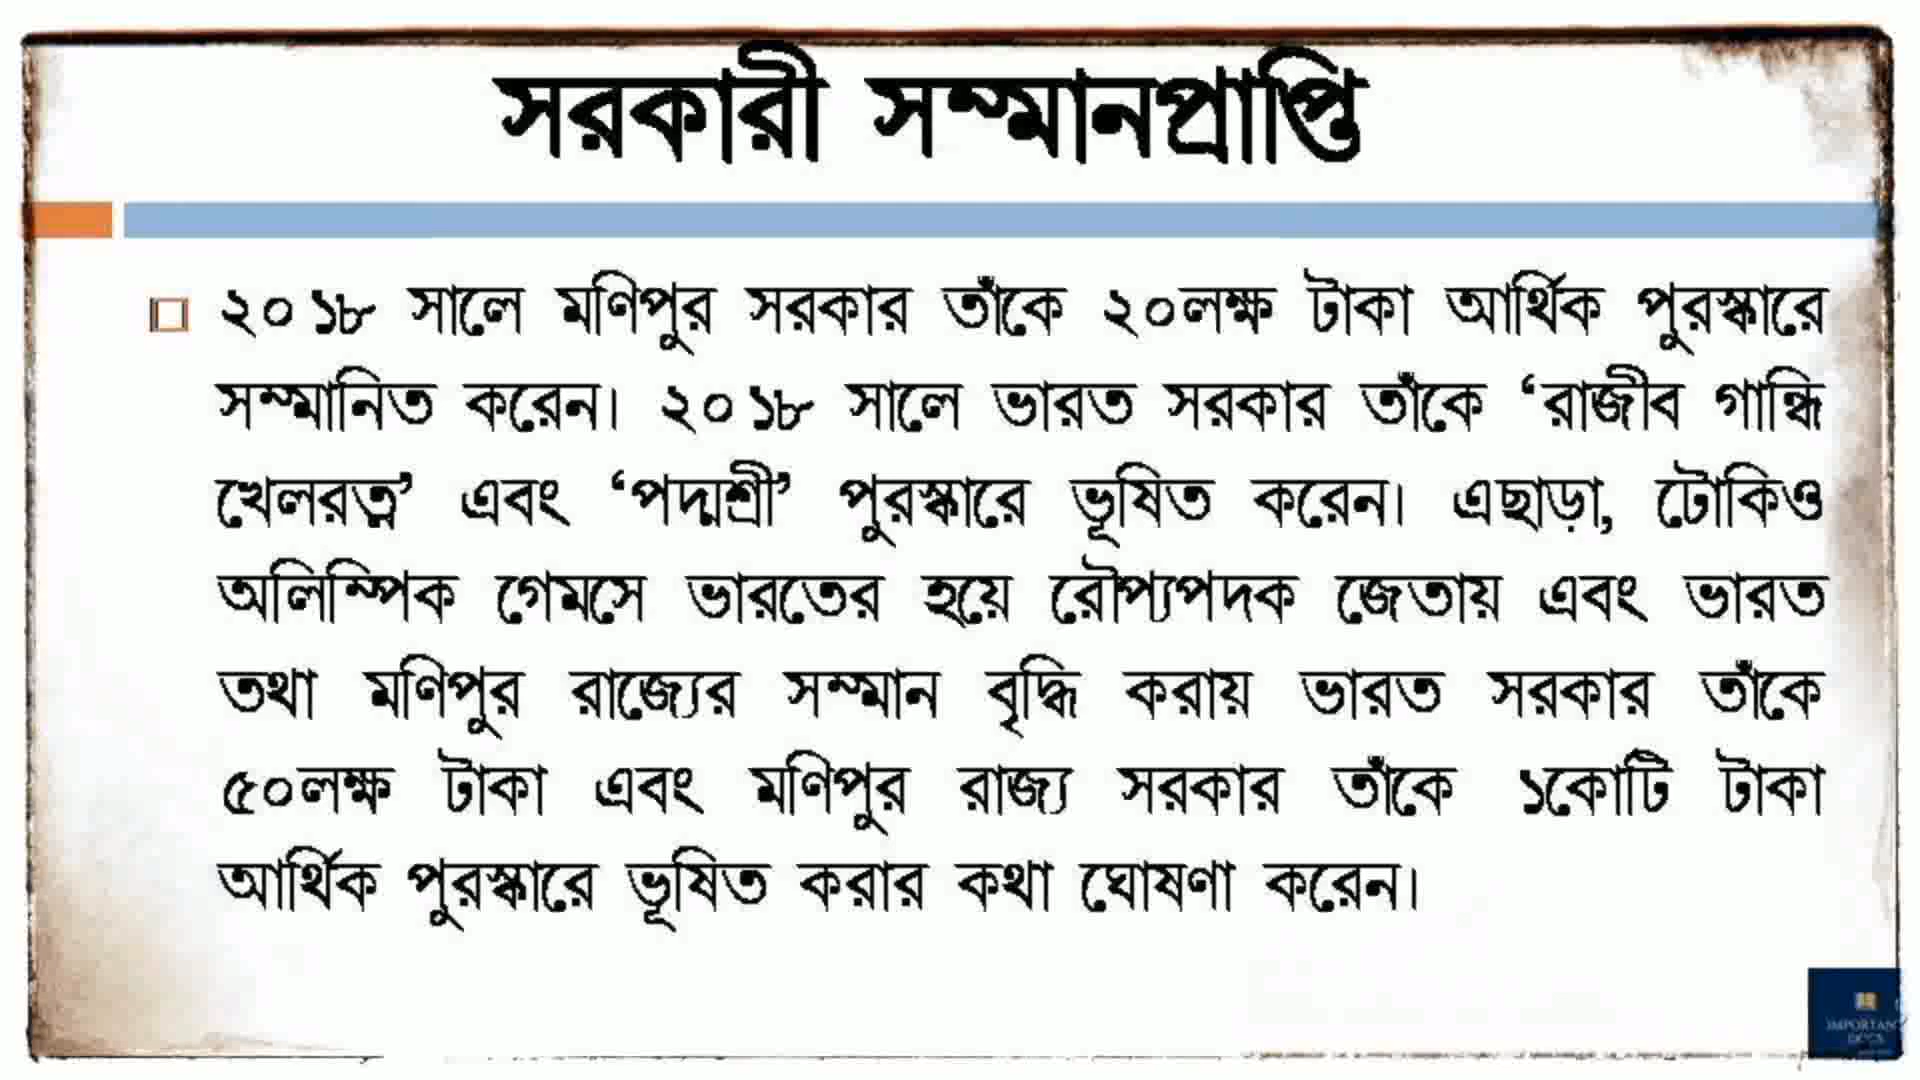 সরকারী সম্মানপ্রাপ্তি
২০১৮ সালে মণিপুর সরকার তাঁকে ২০লক্ষ টাকা আর্থিক পুরস্কারে
সম্মানিত করেন। ২০১৮ সালে ভারত সরকার তাঁকে ‘রাজীব গান্ধি
খেলরত্ন’ এবং ‘পদ্মশ্রী’ পুরস্কারে ভূষিত করেন। এছাড়া, টোকিও
অলিম্পিক গেমসে ভারতের হয়ে রৌপ্যপদক জেতায় এবং ভারত
তথা মণিপুর রাজ্যের সম্মান বৃদ্ধি করায় ভারত সরকার তাঁকে
৫০লক্ষ টাকা এবং মণিপুর রাজ্য সরকার তাঁকে ১কোটি টাকা
আর্থিক পুরস্কারে ভূষিত করার কথা ঘোষণা করেন।
IMPORTAN